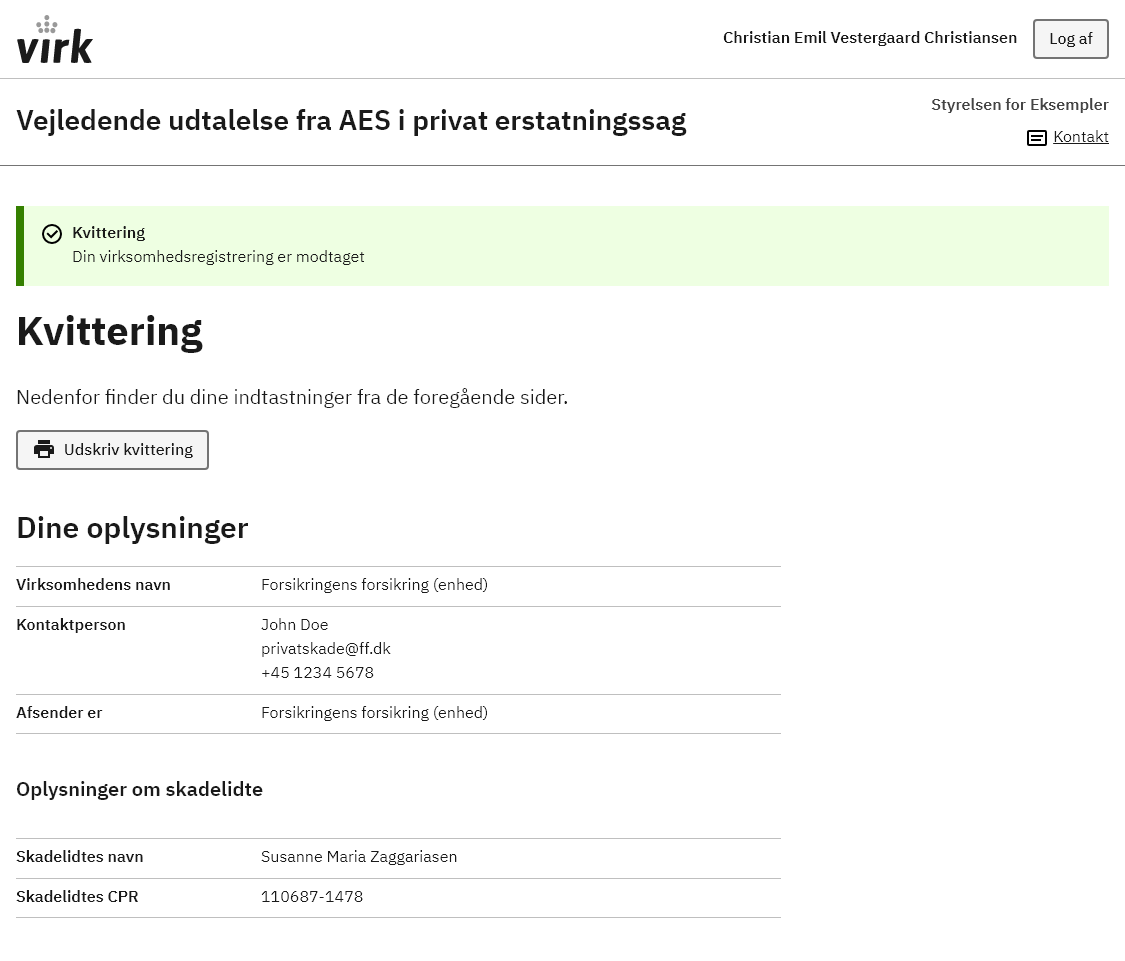 virk
Christian Emil Vestergaard Christiansen
Log af
Vejledende udtalelse fra AES i privat erstatningssag
Styrelsen for Eksempler
Kontakt
Kvittering
Din virksomhedsregistrering er modtaget
Kvittering
Nedenfor finder du dine indtastninger fra de foregående sider.
Udskriv kvittering
Dine oplysninger
Virksomhedens navn Forsikringens forsikring (enhed)
Kontaktperson John Doe
privatskade@ff.dk
+45 1234 5678
Afsender er Forsikringens forsikring (enhed)
Oplysninger om skadelidte
Skadelidtes navn Susanne Maria Zaggariasen
Skadelidtes CPR 110687-1478